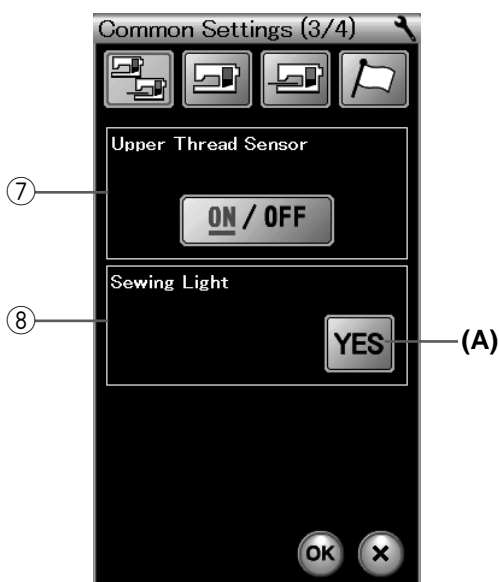 Common Settings (3/4)
Upper Thread Sensor
⑦
ON / OFF
Sewing Light
⑧
YES
(A)
OK ×